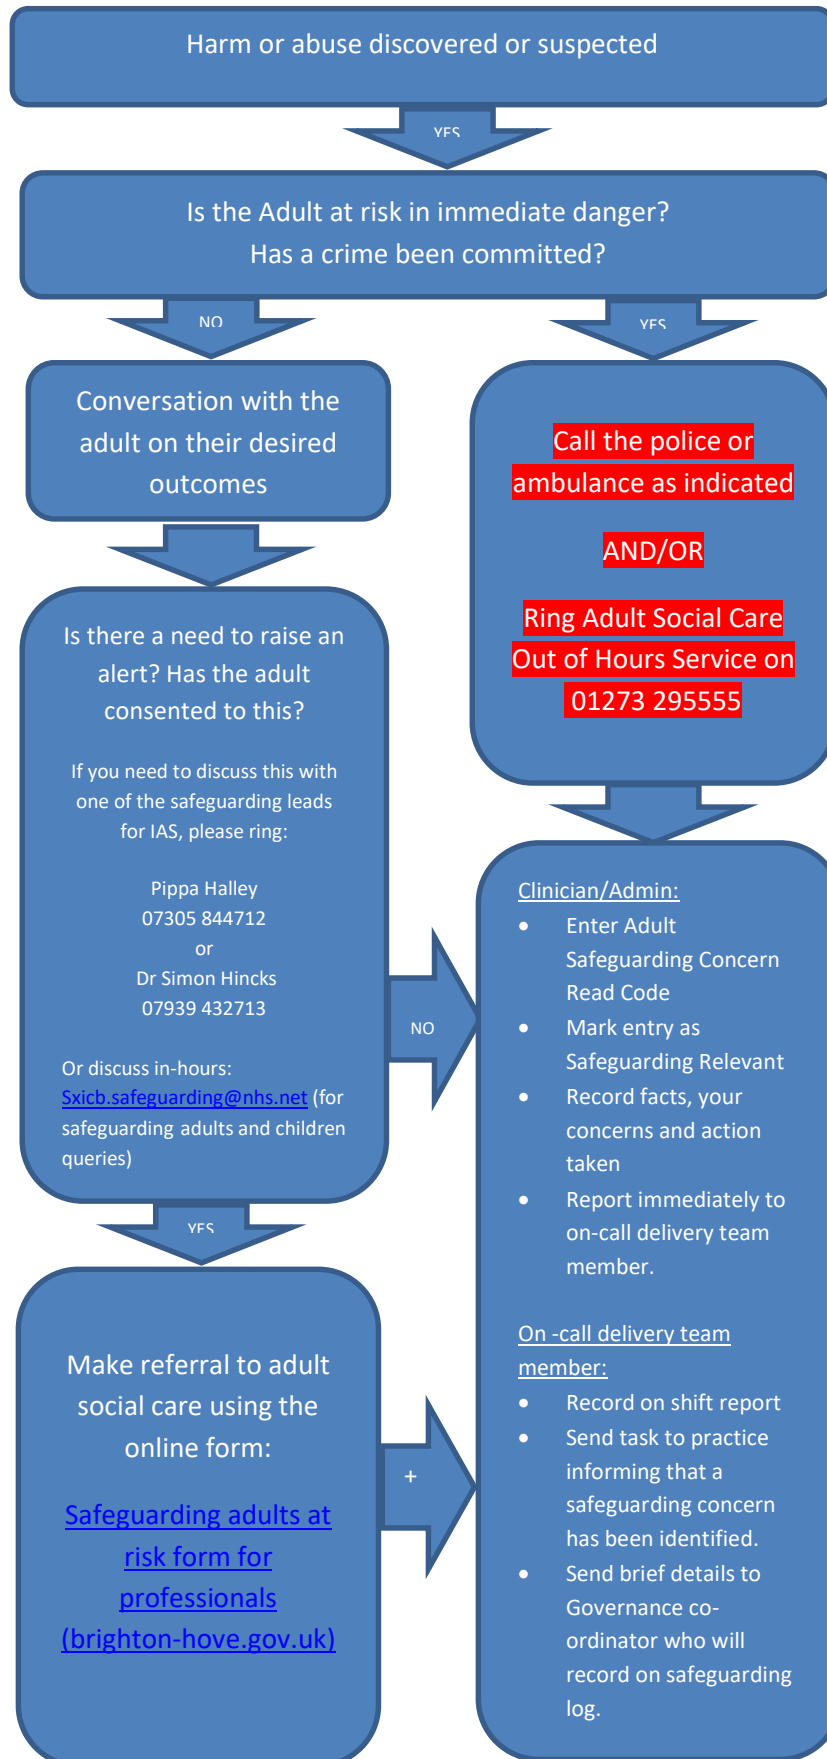 Harm or abuse discovered or suspected
YES
Is the Adult at risk in immediate danger?
Has a crime been committed?
NO
YES
Conversation with the
adult on their desired
outcomes
Call the police or
ambulance as indicated
AND/OR
Ring Adult Social Care
Out of Hours Service on
01273 295555
Is there a need to raise an
alert? Has the adult
consented to this?
If you need to discuss this with
one of the safeguarding leads
for IAS, please ring:
Pippa Halley
07305 844712
or
Dr Simon Hincks
07939 432713
Or discuss in-hours:
Sxicb.safeguarding@nhs.net (for
safeguarding adults and children
queries)
NO
YES
Make referral to adult
social care using the
online form:
Safeguarding adults at
risk form for
professionals
(brighton-hove.gov.uk)
+
Clinician/Admin:
• Enter Adult
Safeguarding Concern
Read Code
• Mark entry as
Safeguarding Relevant
• Record facts, your
concerns and action
taken
• Report immediately to
on-call delivery team
member.
On -call delivery team
member:
• Record on shift report
• Send task to practice
informing that a
safeguarding concern
has been identified.
• Send brief details to
Governance co-
ordinator who will
record on safeguarding
log.